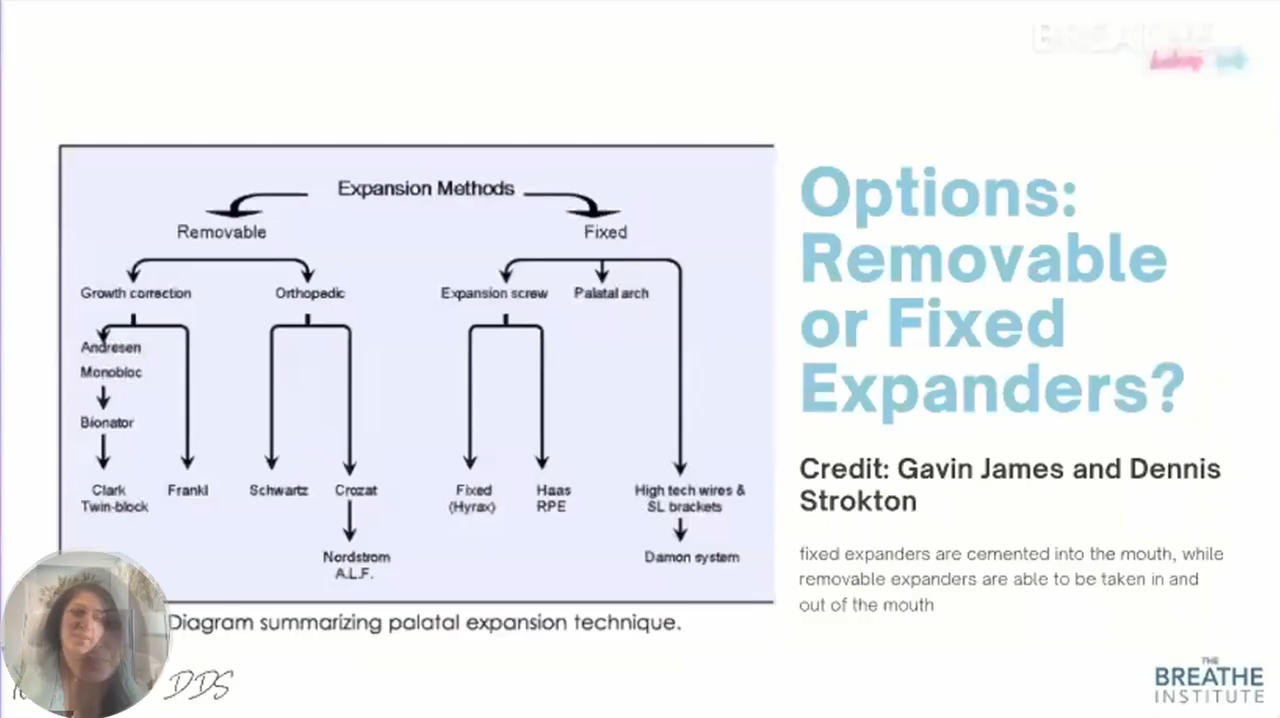 BREATHE
Expansion Methods
Removable
Fixed
Growth correction
Orthopedic
Expansion screw
Palatal arch
Andresen
Monobloc
Bionator
Clark
Twin-block
Frankl
Schwartz
Crozat
Fixed
(Hyrax)
Haas
RPE
High tech wires &
SL brackets
Nordstrom
A.L.F.
Damon system
Diagram summarizing palatal expansion technique.
Options:
Removable
or Fixed
Expanders?
Credit: Gavin James and Dennis
Strokton
fixed expanders are cemented into the mouth, while
removable expanders are able to be taken in and
out of the mouth
DDS
THE
BREATHE
INSTITUTE